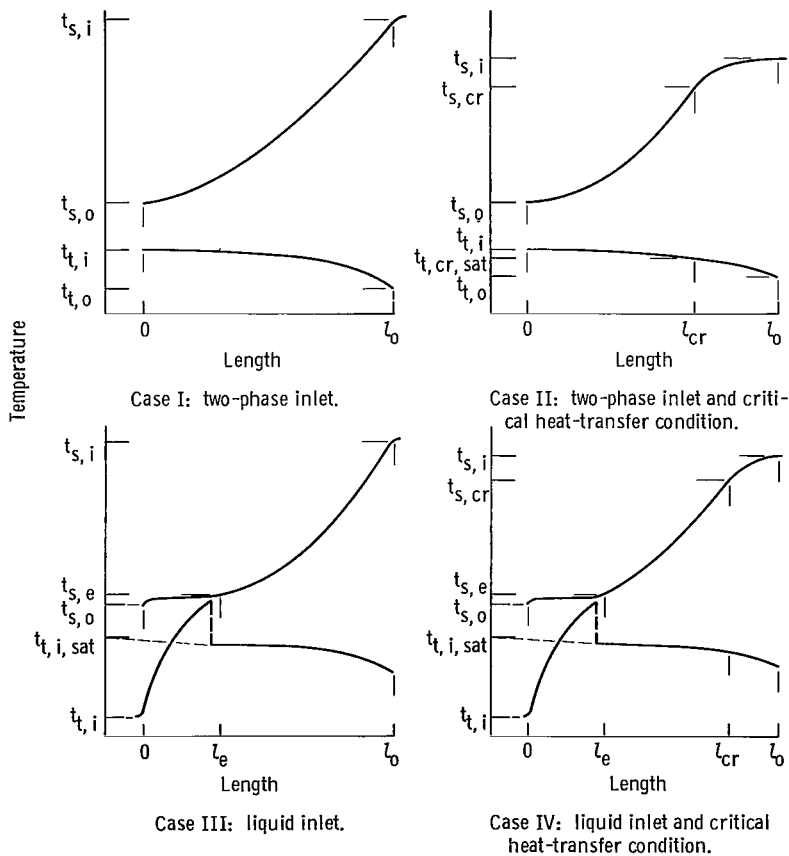 Temperature
t_s,i
t_s,o
t_t,i
t_t,o
0
l_o
Length
Case I: two-phase inlet.
t_s,i
t_s,cr
t_s,o
t_t,i
t_t,cr,sat
t_t,o
0
l_cr
l_o
Length
Case II: two-phase inlet and criti-
cal heat-transfer condition.
t_s,i
t_s,e
t_s,o
t_t,i,sat
t_t,i
0
l_e
l_o
Length
Case III: liquid inlet.
t_s,i
t_s,cr
t_s,e
t_s,o
t_t,i,sat
t_t,i
0
l_e
l_cr
l_o
Length
Case IV: liquid inlet and critical
heat-transfer condition.